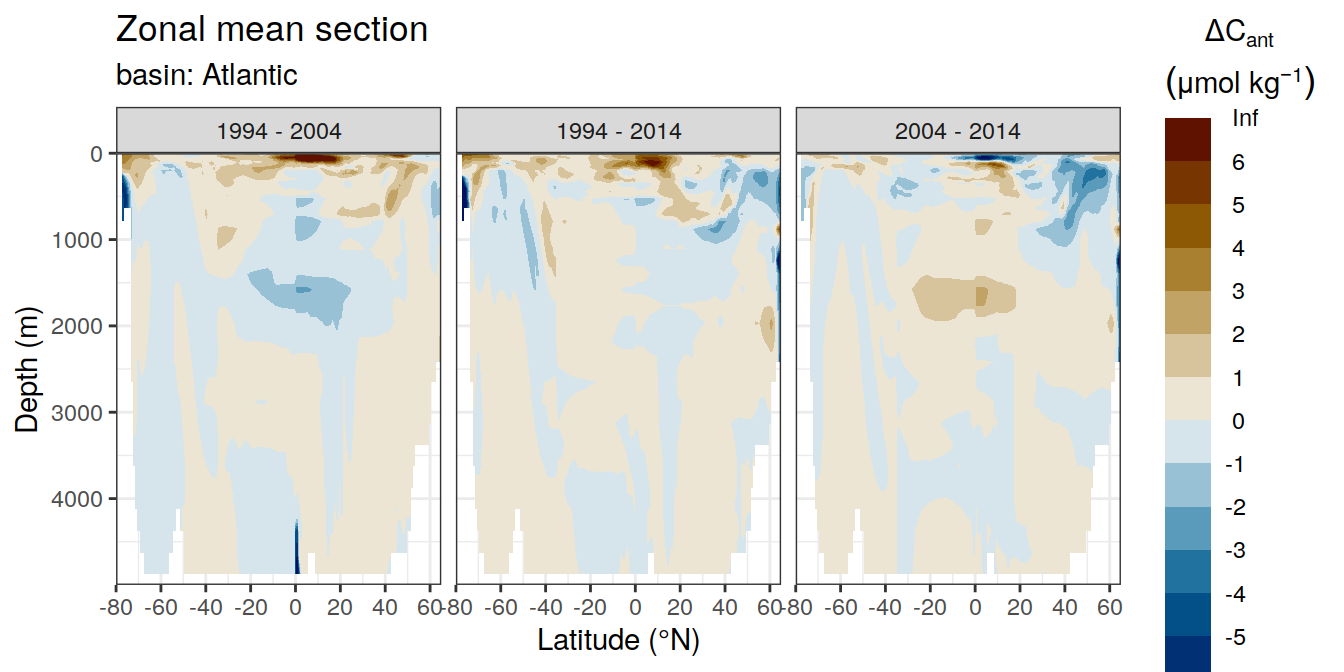 Zonal mean section
basin: Atlantic
1994 - 2004
1994 - 2014
2004 - 2014
0
1000
2000
3000
4000
Depth (m)
-80 -60 -40 -20 0 20 40 60
-80 -60 -40 -20 0 20 40 60
-80 -60 -40 -20 0 20 40 60
Latitude (°N)
ΔCant
(μmol kg−1)
Inf
6
5
4
3
2
1
0
-1
-2
-3
-4
-5